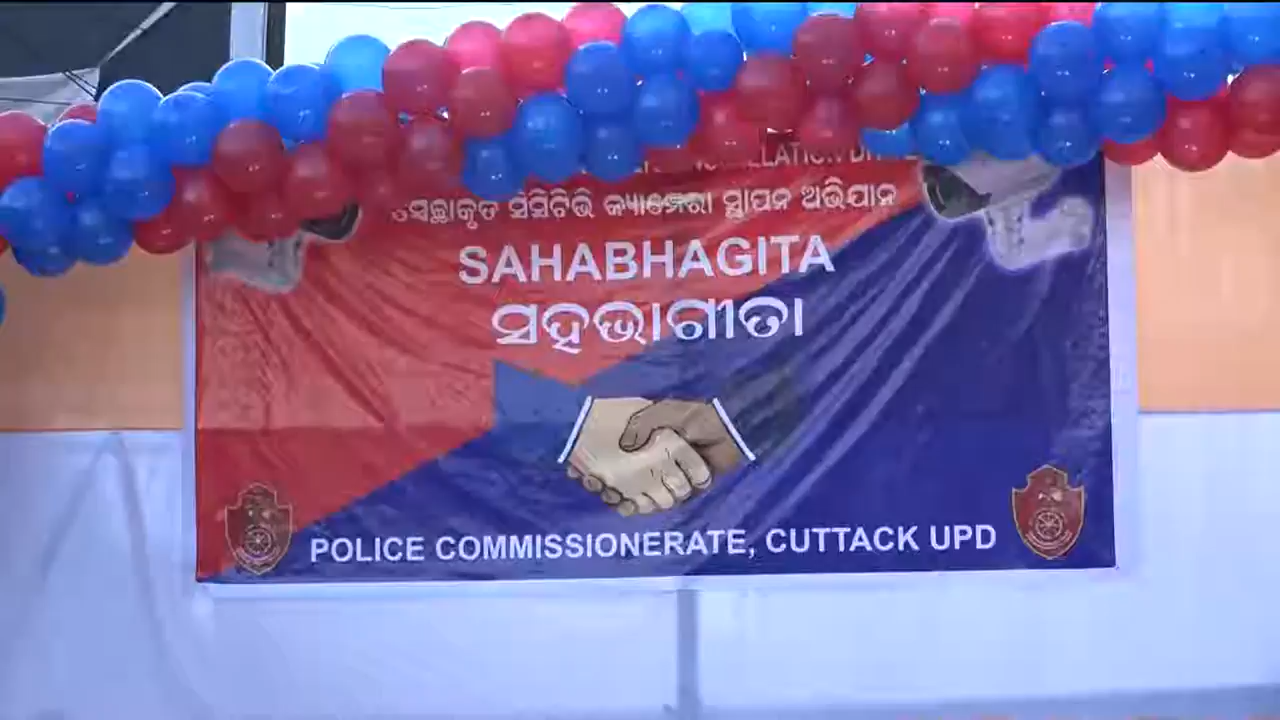 ସ୍ୱେଚ୍ଛାକୃତ ସିସିଟିଭି କ୍ୟାମେରା ସ୍ଥାପନ ଅଭିଯାନ
SAHABHAGITA
ସହଭାଗୀତା
POLICE COMMISSIONERATE, CUTTACK UPD